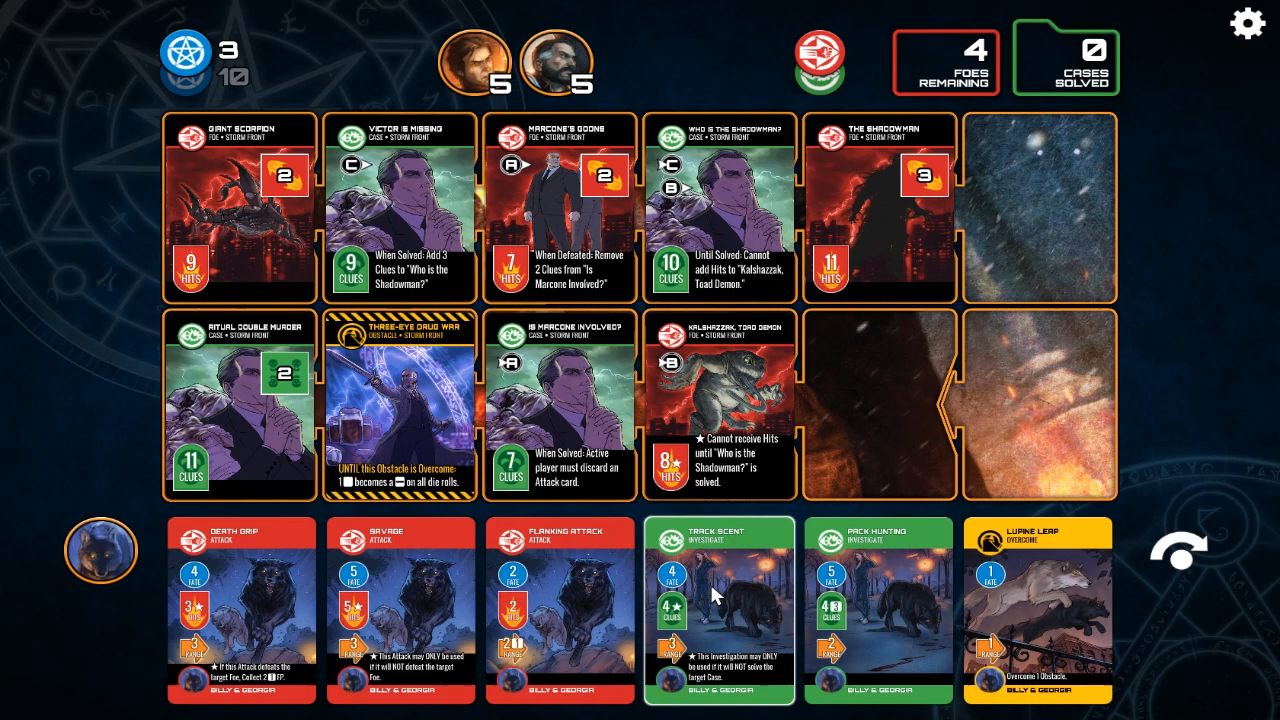 3
10
5
5
4
FOES
REMAINING
0
CASES
SOLVED
GIANT SCORPION
FOE • STORM FRONT
2
9
HITS
VICTOR IS MISSING
CASE • STORM FRONT
C
9
CLUES
When Solved: Add 3
Clues to "Who is the
Shadowman?"
MARCONE'S GOONS
FOE • STORM FRONT
A
2
7
HITS
When Defeated: Remove
2 Clues from "Is
Marcone Involved?"
WHO IS THE SHADOWMAN?
CASE • STORM FRONT
C
B
10
CLUES
Until Solved: Cannot
add Hits to "Kalshazzak,
Toad Demon."
THE SHADOWMAN
FOE • STORM FRONT
3
11
HITS
RITUAL DOUBLE MURDER
CASE • STORM FRONT
2
11
CLUES
THREE-EYE DRUG WAR
OBSTACLE • STORM FRONT
UNTIL this Obstacle is Overcome:
1 becomes a on all die rolls.
IS MARCONE INVOLVED?
CASE • STORM FRONT
A
7
CLUES
When Solved: Active
player must discard an
Attack card.
KALSHAZZAK, TOAD DEMON
FOE • STORM FRONT
B
8★
HITS
★ Cannot receive Hits
until "Who is the
Shadowman?" is
solved.
DEATH GRIP
ATTACK
4
FATE
3★
HITS
3
RANGE
★ If this Attack defeats the
target Foe, Collect 2 FP.
BILLY & GEORGIA
SAVAGE
ATTACK
5
FATE
5★
HITS
3
RANGE
★ This Attack may ONLY be used
if it will NOT defeat the target
Foe.
BILLY & GEORGIA
FLANKING ATTACK
ATTACK
2
FATE
2
HITS
2
RANGE
BILLY & GEORGIA
TRACK SCENT
INVESTIGATE
4
FATE
4★
CLUES
3
RANGE
★ This Investigation may ONLY
be used if it will NOT solve the
target Case.
BILLY & GEORGIA
PACK HUNTING
INVESTIGATE
5
FATE
4
CLUES
2
RANGE
BILLY & GEORGIA
LUPINE LEAP
OVERCOME
1
FATE
1
RANGE
Overcome 1 Obstacle.
BILLY & GEORGIA